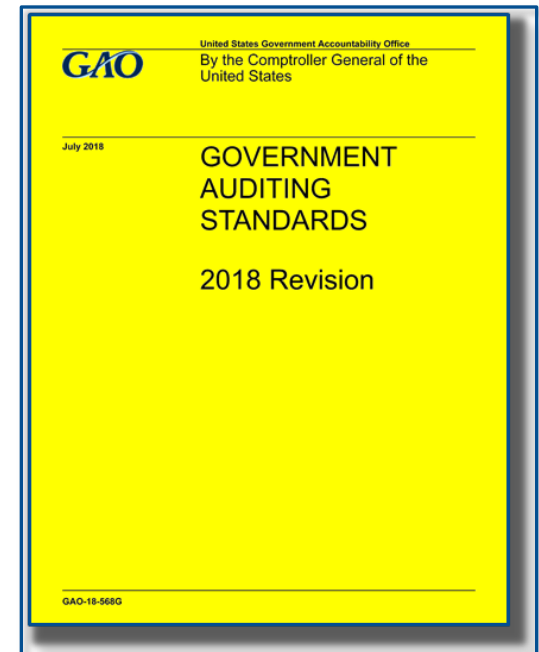 United States Government Accountability Office
GAO
By the Comptroller General of the
United States
July 2018
GOVERNMENT
AUDITING
STANDARDS
2018 Revision
GAO-18-568G